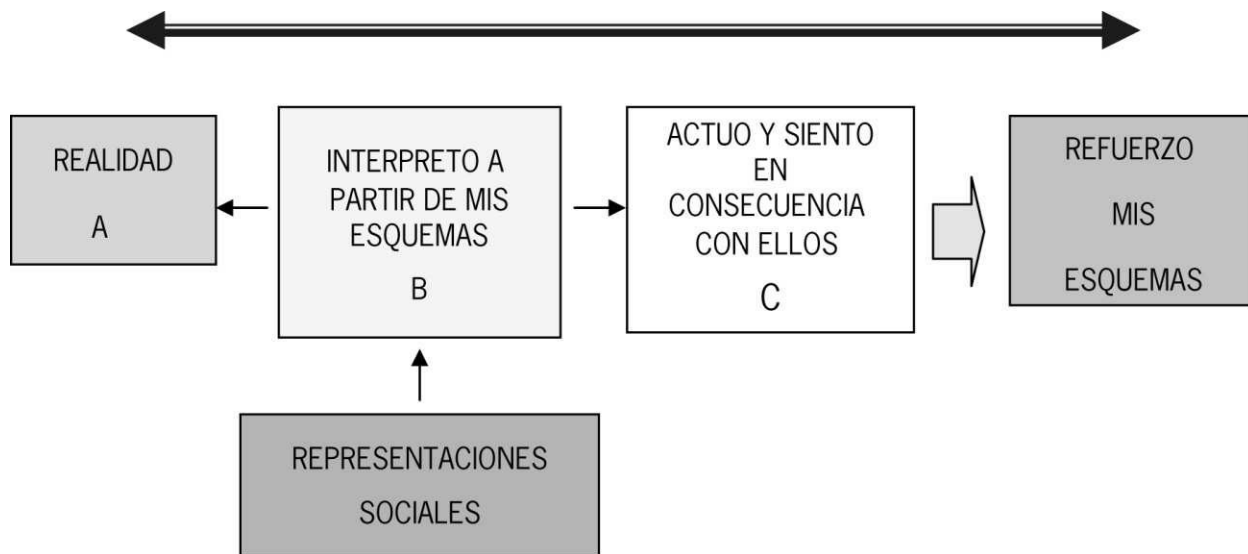 REALIDAD
A
INTERPRETO A
PARTIR DE MIS
ESQUEMAS
B
ACTUO Y SIENTO
EN
CONSECUENCIA
CON ELLOS
C
REFUERZO
MIS
ESQUEMAS
REPRESENTACIONES
SOCIALES